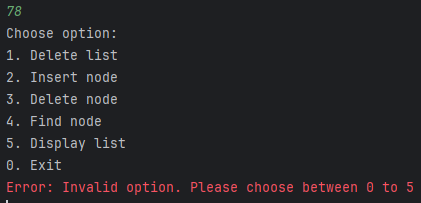 78
Choose option:
1. Delete list
2. Insert node
3. Delete node
4. Find node
5. Display list
0. Exit
Error: Invalid option. Please choose between 0 to 5